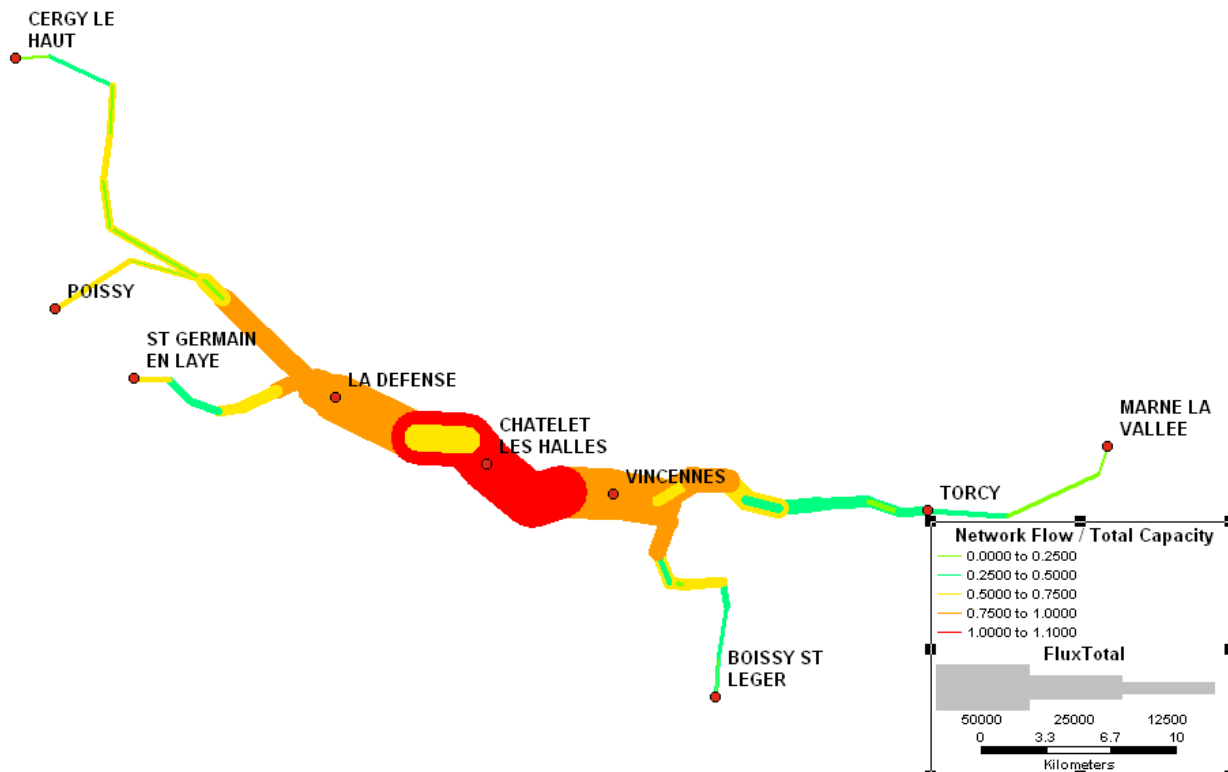 CERGY LE
HAUT
POISSY
ST GERMAIN
EN LAYE
LA DEFENSE
CHATELET
LES HALLES
VINCENNES
MARNE LA
VALLEE
TORCY
BOISSY ST
LEGER
Network Flow / Total Capacity
0.0000 to 0.2500
0.2500 to 0.5000
0.5000 to 0.7500
0.7500 to 1.0000
1.0000 to 1.1000
FluxTotal
50000 25000 12500
0 3.3 6.7 10
Kilometers